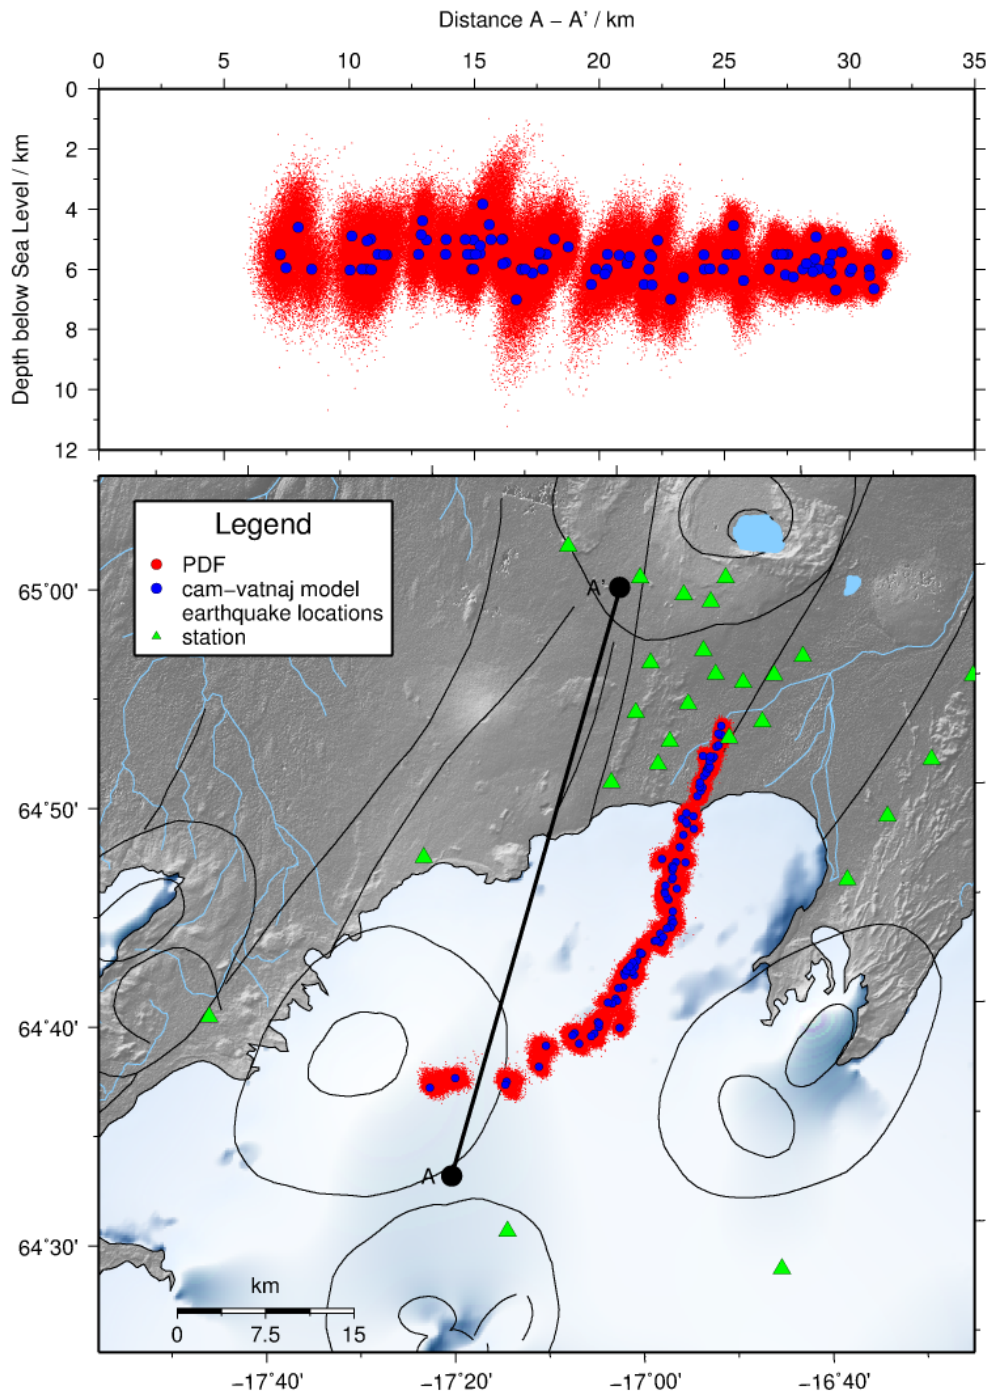 Distance A – A' / km
0 5 10 15 20 25 30 35
Depth below Sea Level / km
0
2
4
6
8
10
12
Legend
PDF
cam–vatnaj model
earthquake locations
station
A'
A
65˚00'
64˚50'
64˚40'
64˚30'
km
0 7.5 15
–17˚40' –17˚20' –17˚00' –16˚40'